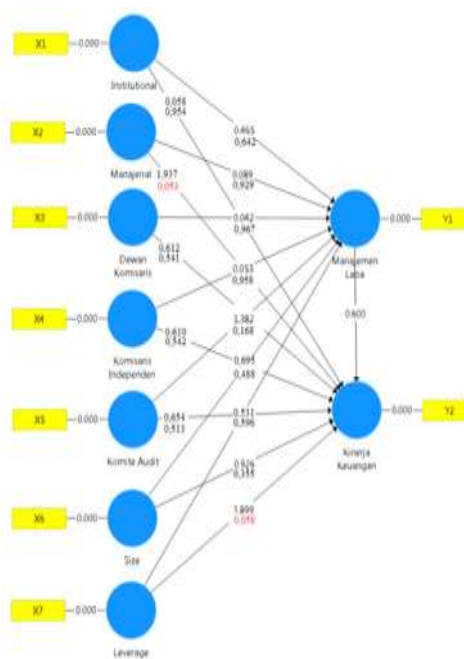 X1
0.000
Institutional
0,058
0,954
0,642
X2
0.000
Manajerial
1,937
0,053
0,089
0,929
X3
0.000
Dewan
Komisaris
0,612
0,541
0,042
0,967
Manajemen
Laba
0.000
Y1
X4
0.000
Komisaris
Independen
0,610
0,542
0,053
0,958
0,600
X5
0.000
Komite Audit
0,654
0,513
1,382
0,168
0,695
0,488
0,531
0,596
Kinerja
Keuangan
0.000
Y2
X6
0.000
Size
0,355
X7
0.000
Leverage
1,899
0,058